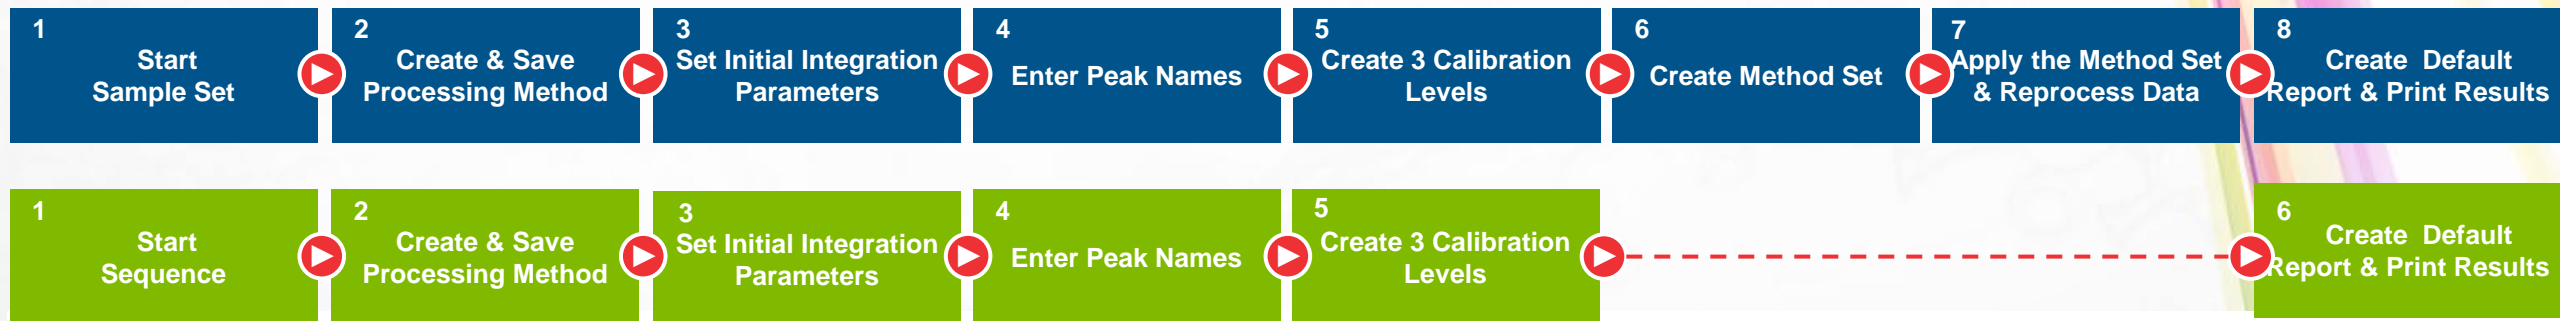 1
Start
Sample Set
2
Create & Save
Processing Method
3
Set Initial Integration
Parameters
4
Enter Peak Names
5
Create 3 Calibration
Levels
6
Create Method Set
7
Apply the Method Set
& Reprocess Data
8
Create Default
Report & Print Results
1
Start
Sequence
2
Create & Save
Processing Method
3
Set Initial Integration
Parameters
4
Enter Peak Names
5
Create 3 Calibration
Levels
6
Create Default
Report & Print Results